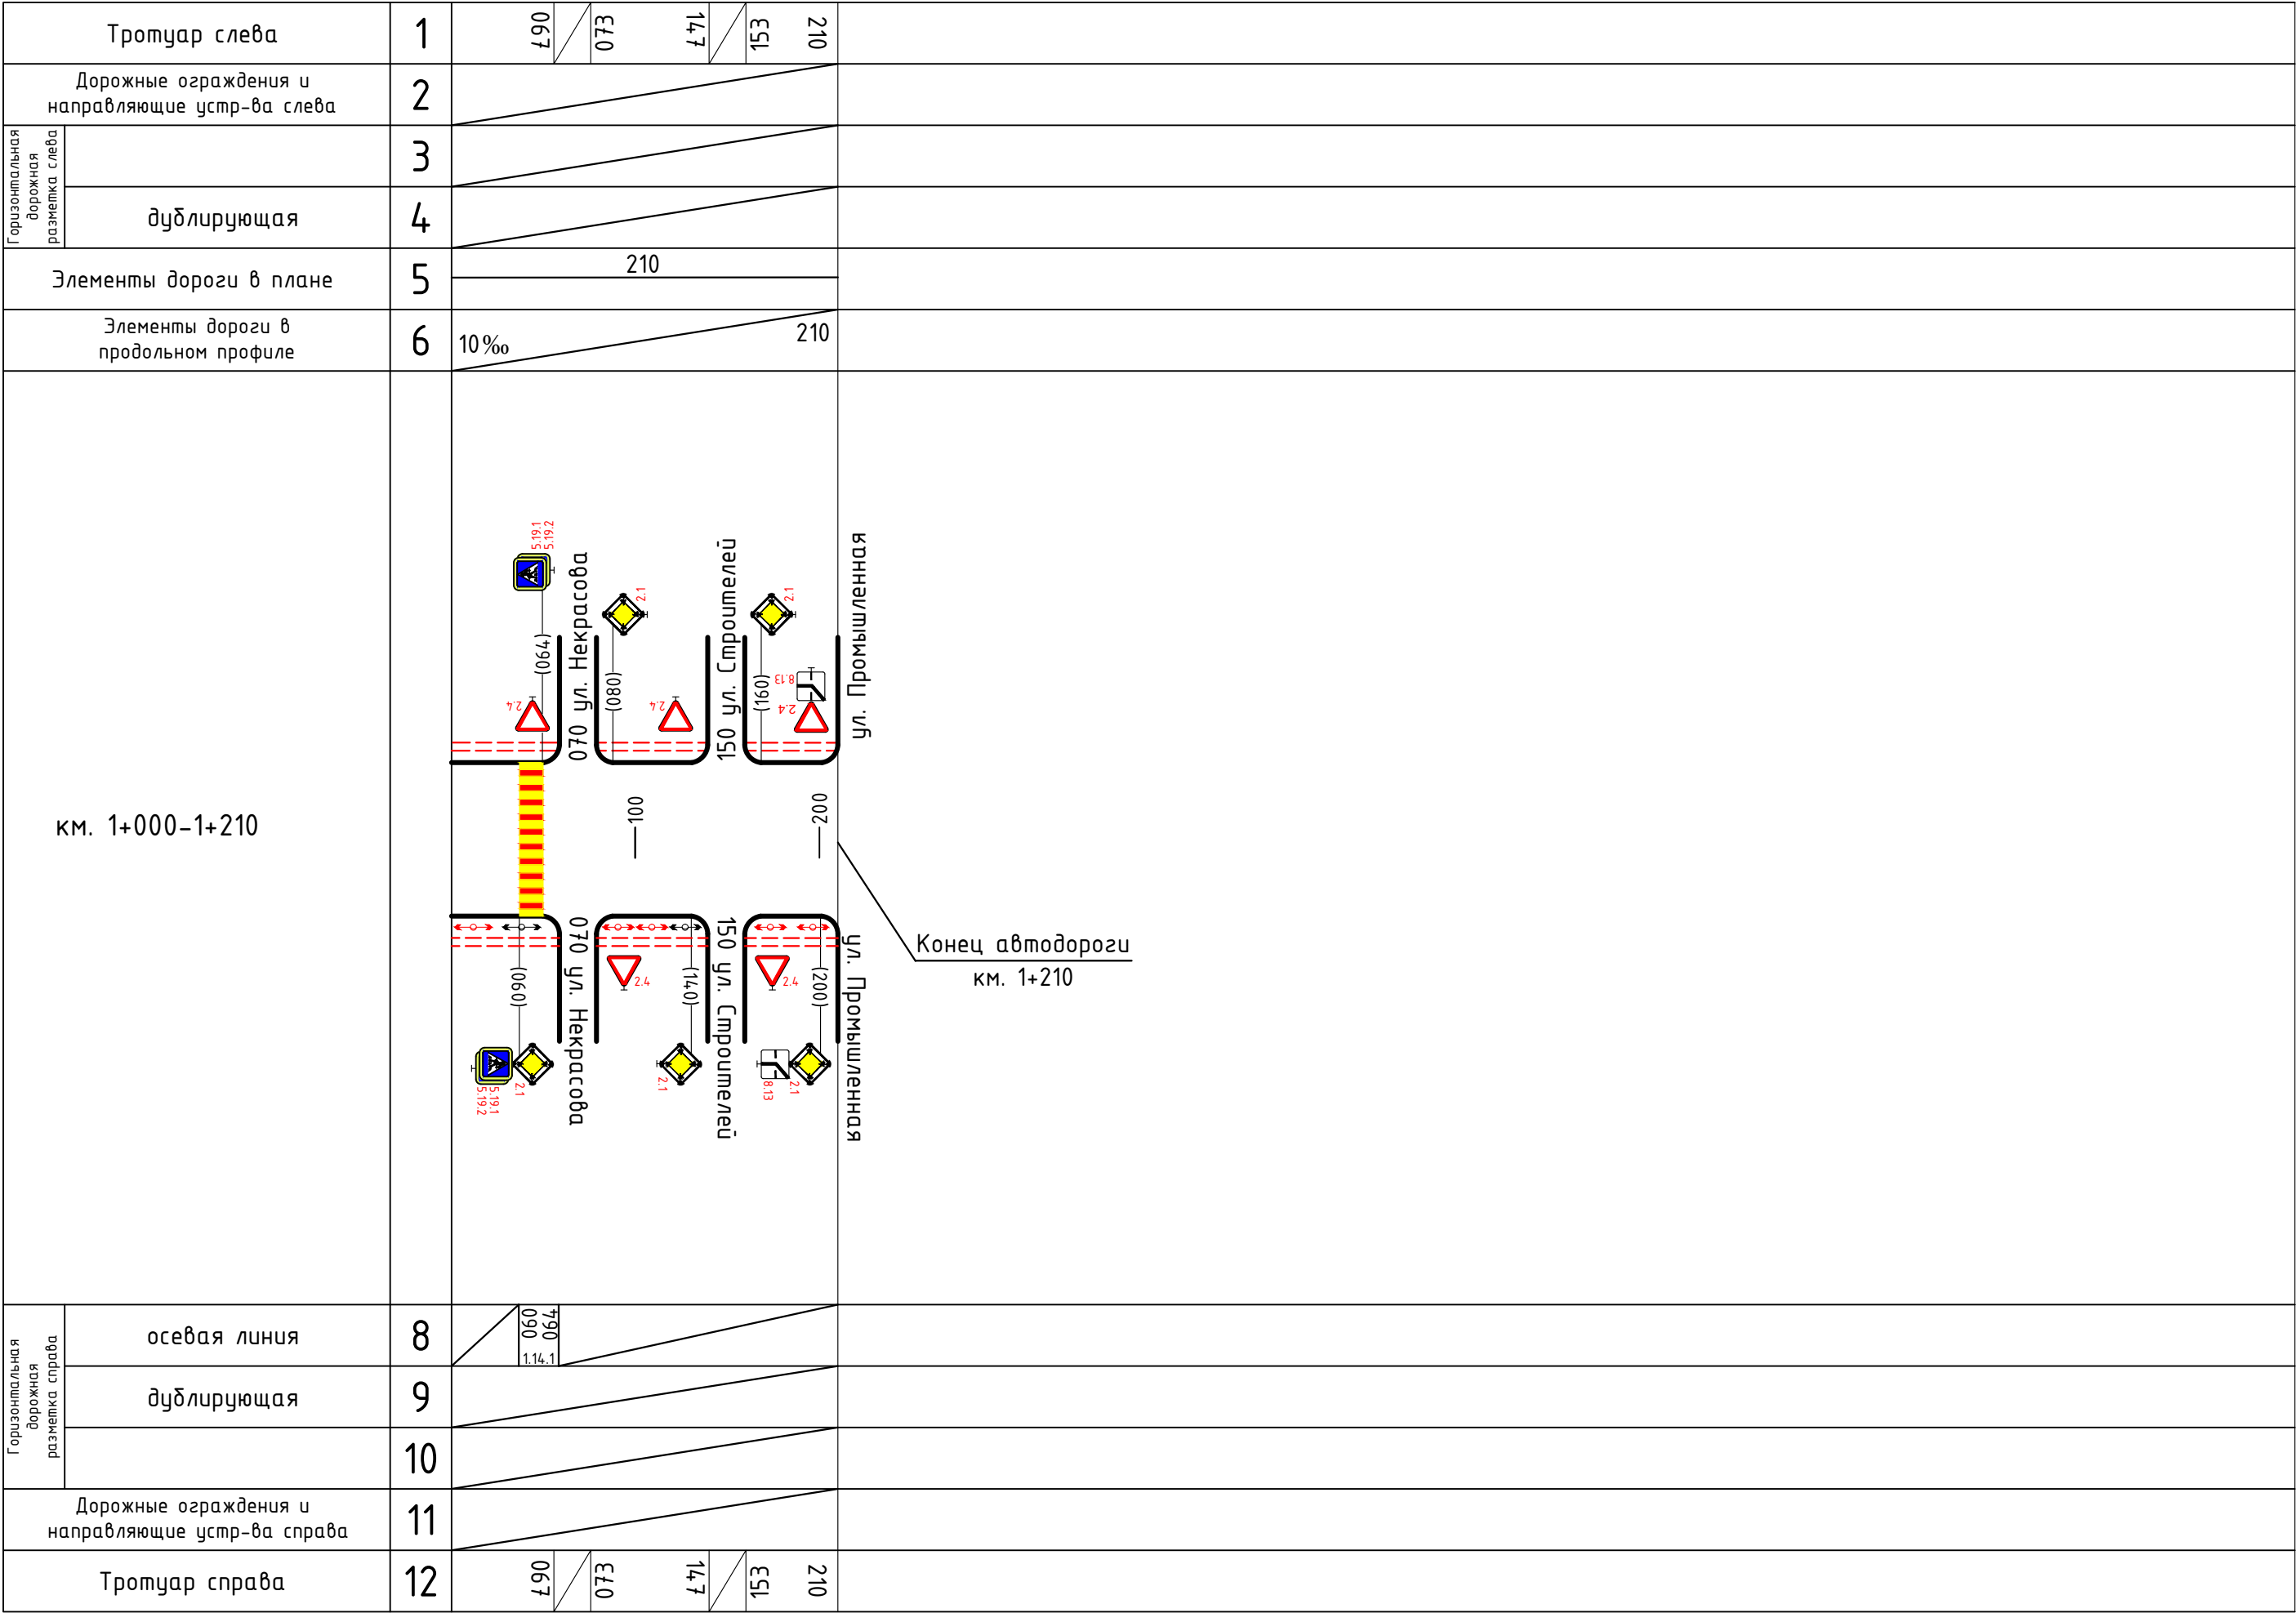 Тротуар слева
1
067
073
147
153
210
Дорожные ограждения и
направляющие устр-ва слева
2
Горизонтальная
дорожная
разметка слева
3
дублирующая
4
Элементы дороги в плане
5
210
Элементы дороги в
продольном профиле
6
10‰
210
км. 1+000-1+210
5.19.1
5.19.2
(064)
2.4
070 ул. Некрасова
2.1
(080)
2.4
150 ул. Строителей
2.1
(160)
8.13
2.4
ул. Промышленная
100
200
Конец автодороги
км. 1+210
(060)
5.19.1
5.19.2
2.1
070 ул. Некрасова
2.4
(140)
2.1
150 ул. Строителей
2.4
(200)
8.13
2.1
ул. Промышленная
Горизонтальная
дорожная
разметка справа
осевая линия
8
060
064
1.14.1
дублирующая
9
10
Дорожные ограждения и
направляющие устр-ва справа
11
Тротуар справа
12
067
073
147
153
210